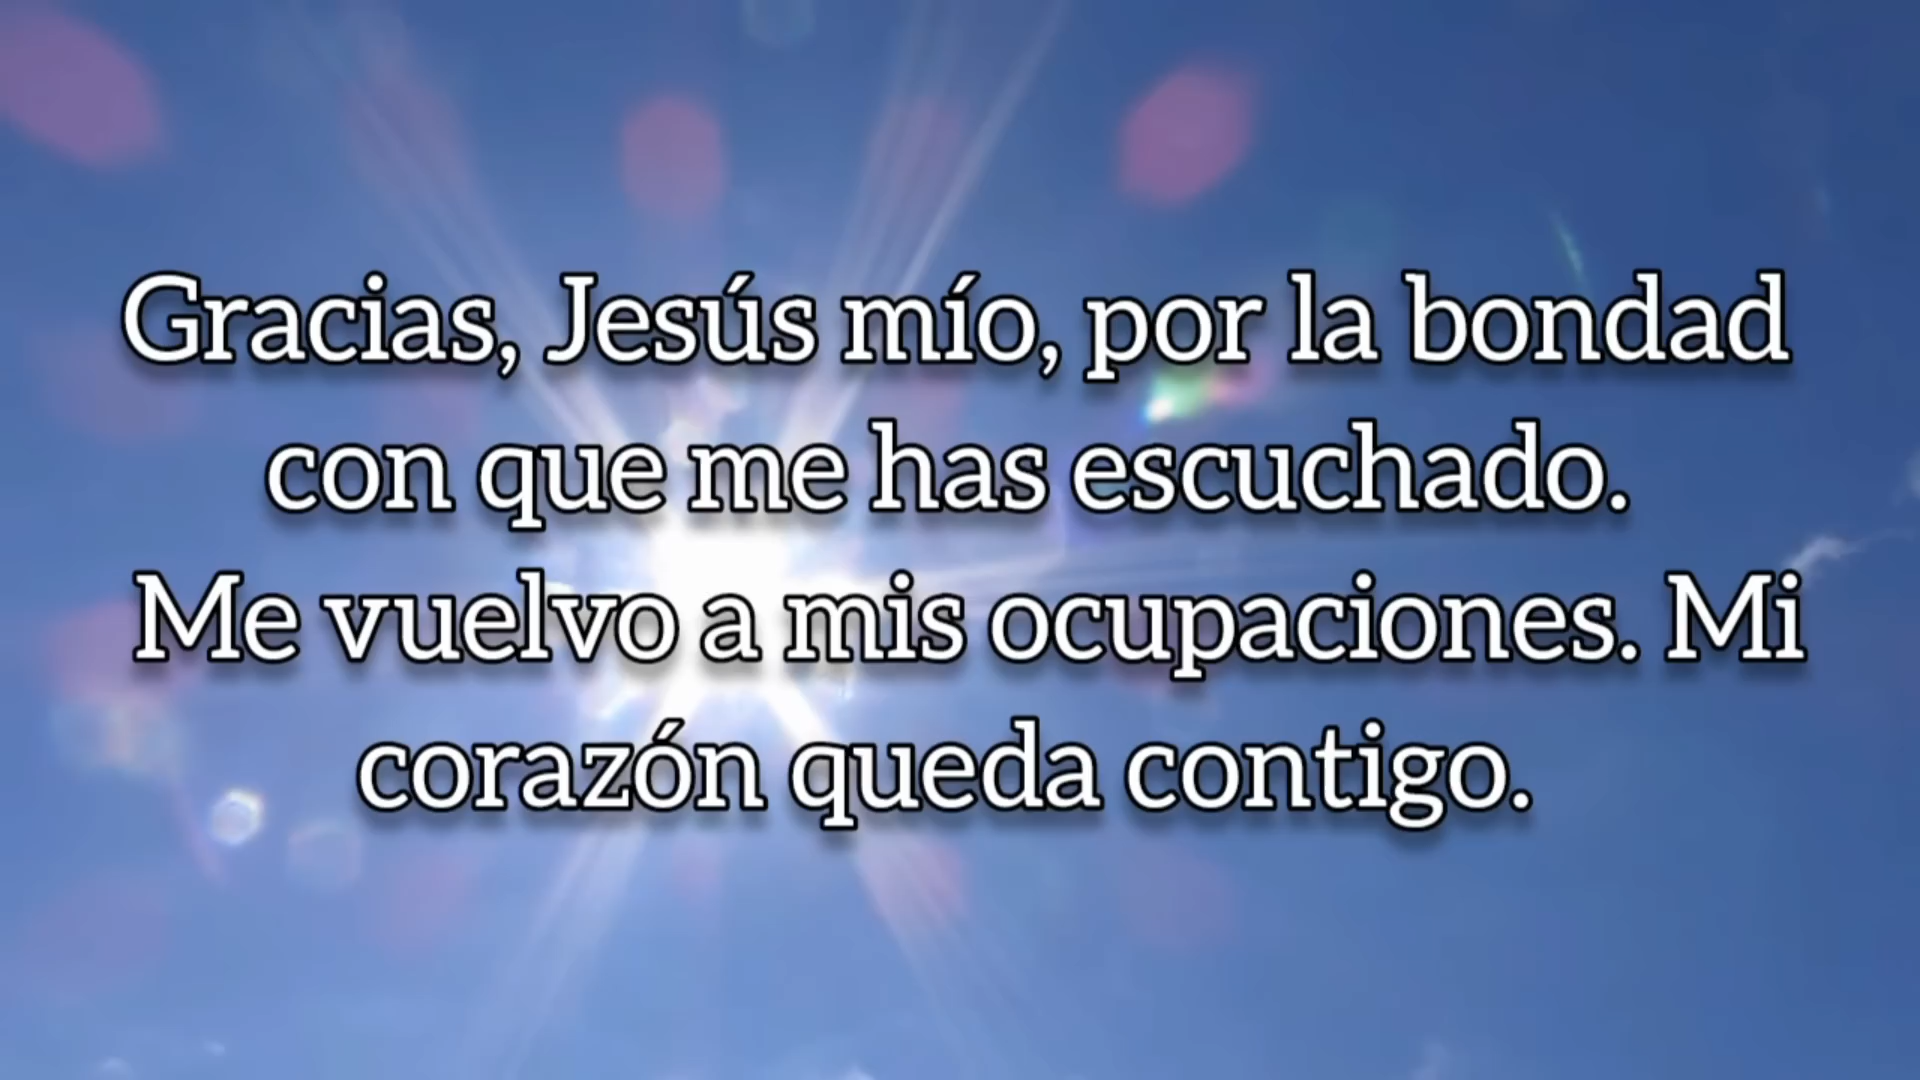 Gracias, Jesús mío, por la bondad
con que me has escuchado.
Me vuelvo a mis ocupaciones. Mi
corazón queda contigo.